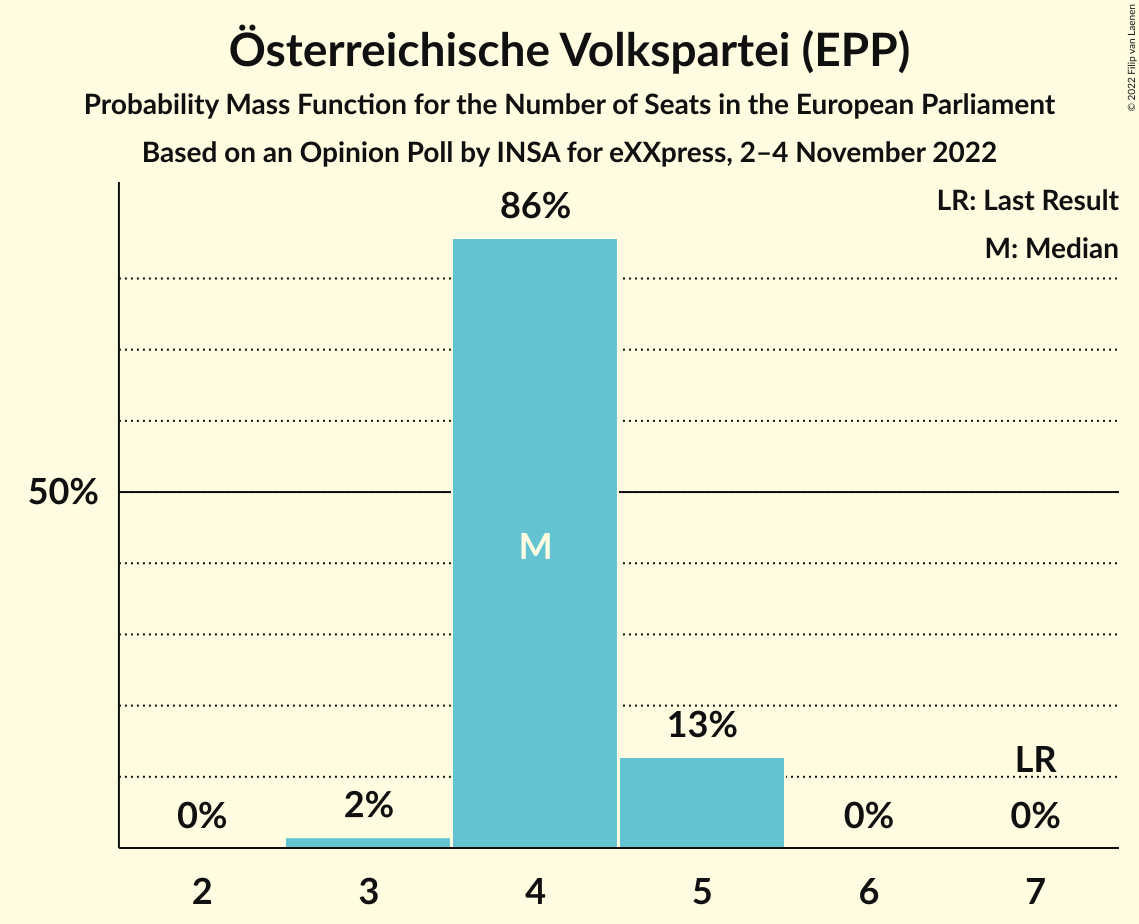 Österreichische Volkspartei (EPP)
Probability Mass Function for the Number of Seats in the European Parliament
Based on an Opinion Poll by INSA for eXXpress, 2–4 November 2022
© 2022 Filip van Laenen
LR: Last Result
M: Median
86%
50%
M
13%
LR
2%
0%
0%
0%
2 3 4 5 6 7